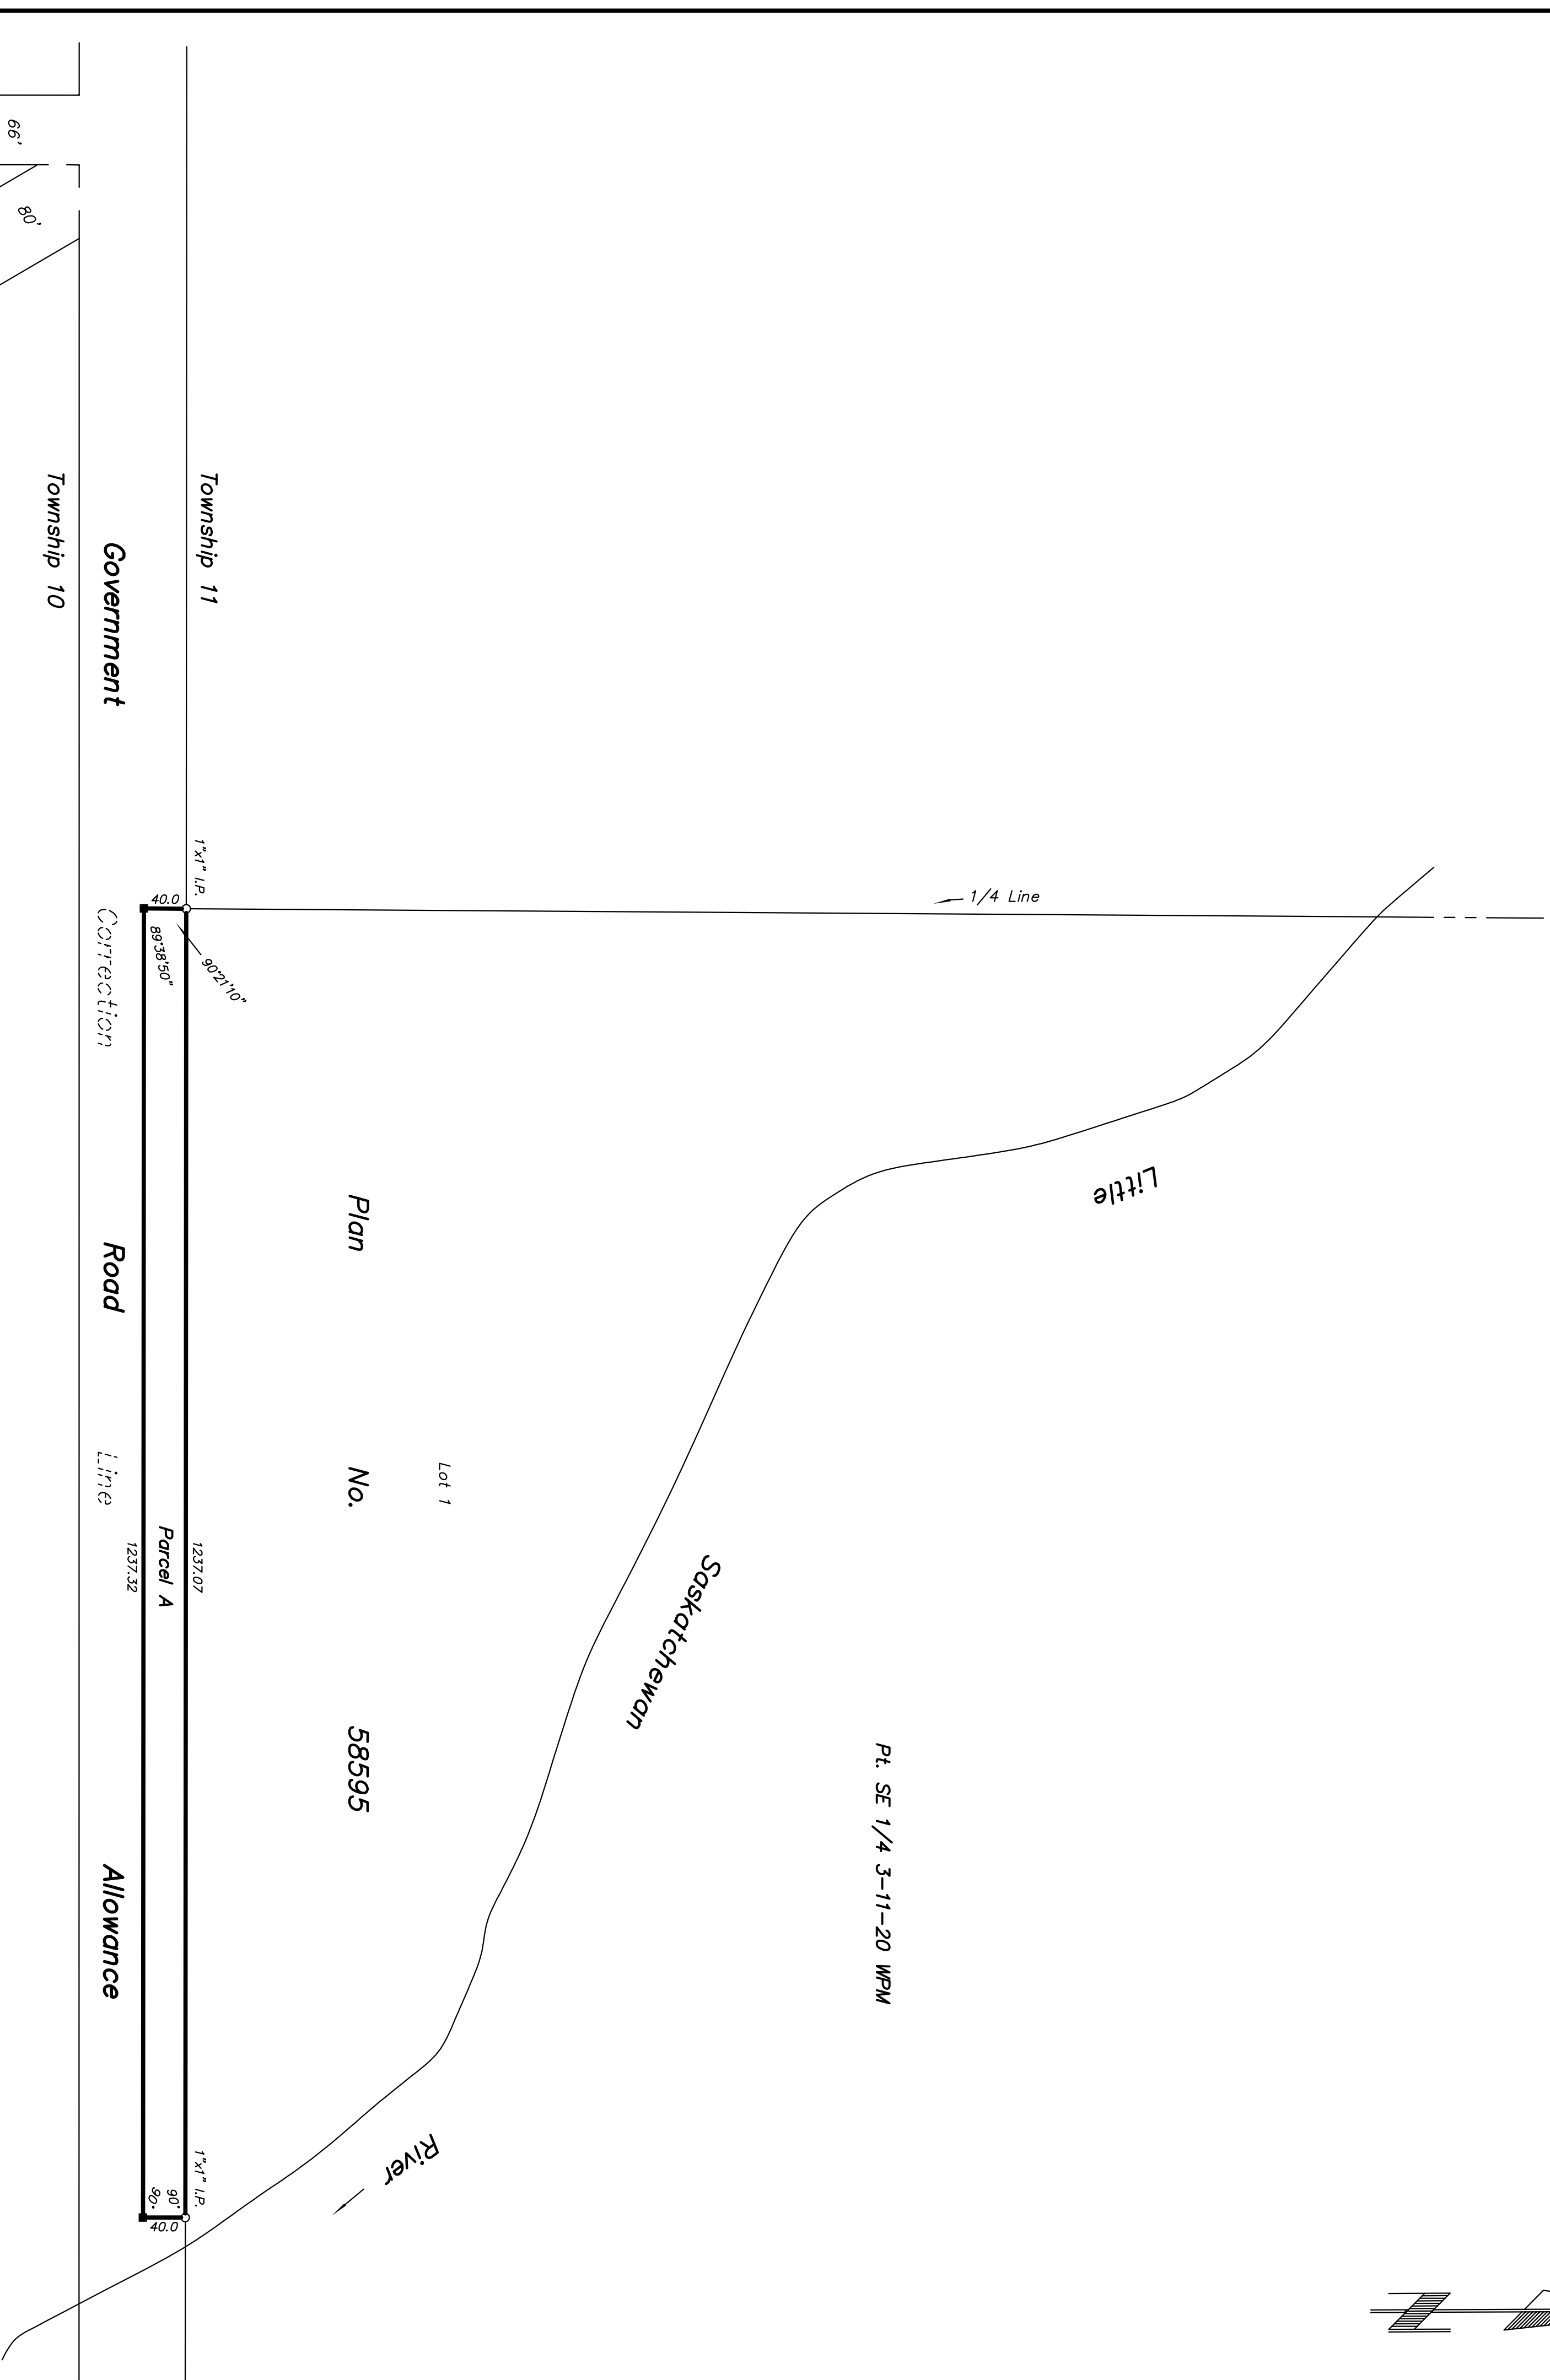 66'
80'
Township 10
Township 11
Government Road Allowance
Correction Line
1"x1" I.P.
40.0
89°38'50"
90°21'10"
1/4 Line
Plan No. 58595
Lot 1
Parcel A
1237.07
1237.32
Little Saskatchewan River
Pt. SE 1/4 3-11-20 WPM
1"x1" I.P.
90°
90°
40.0